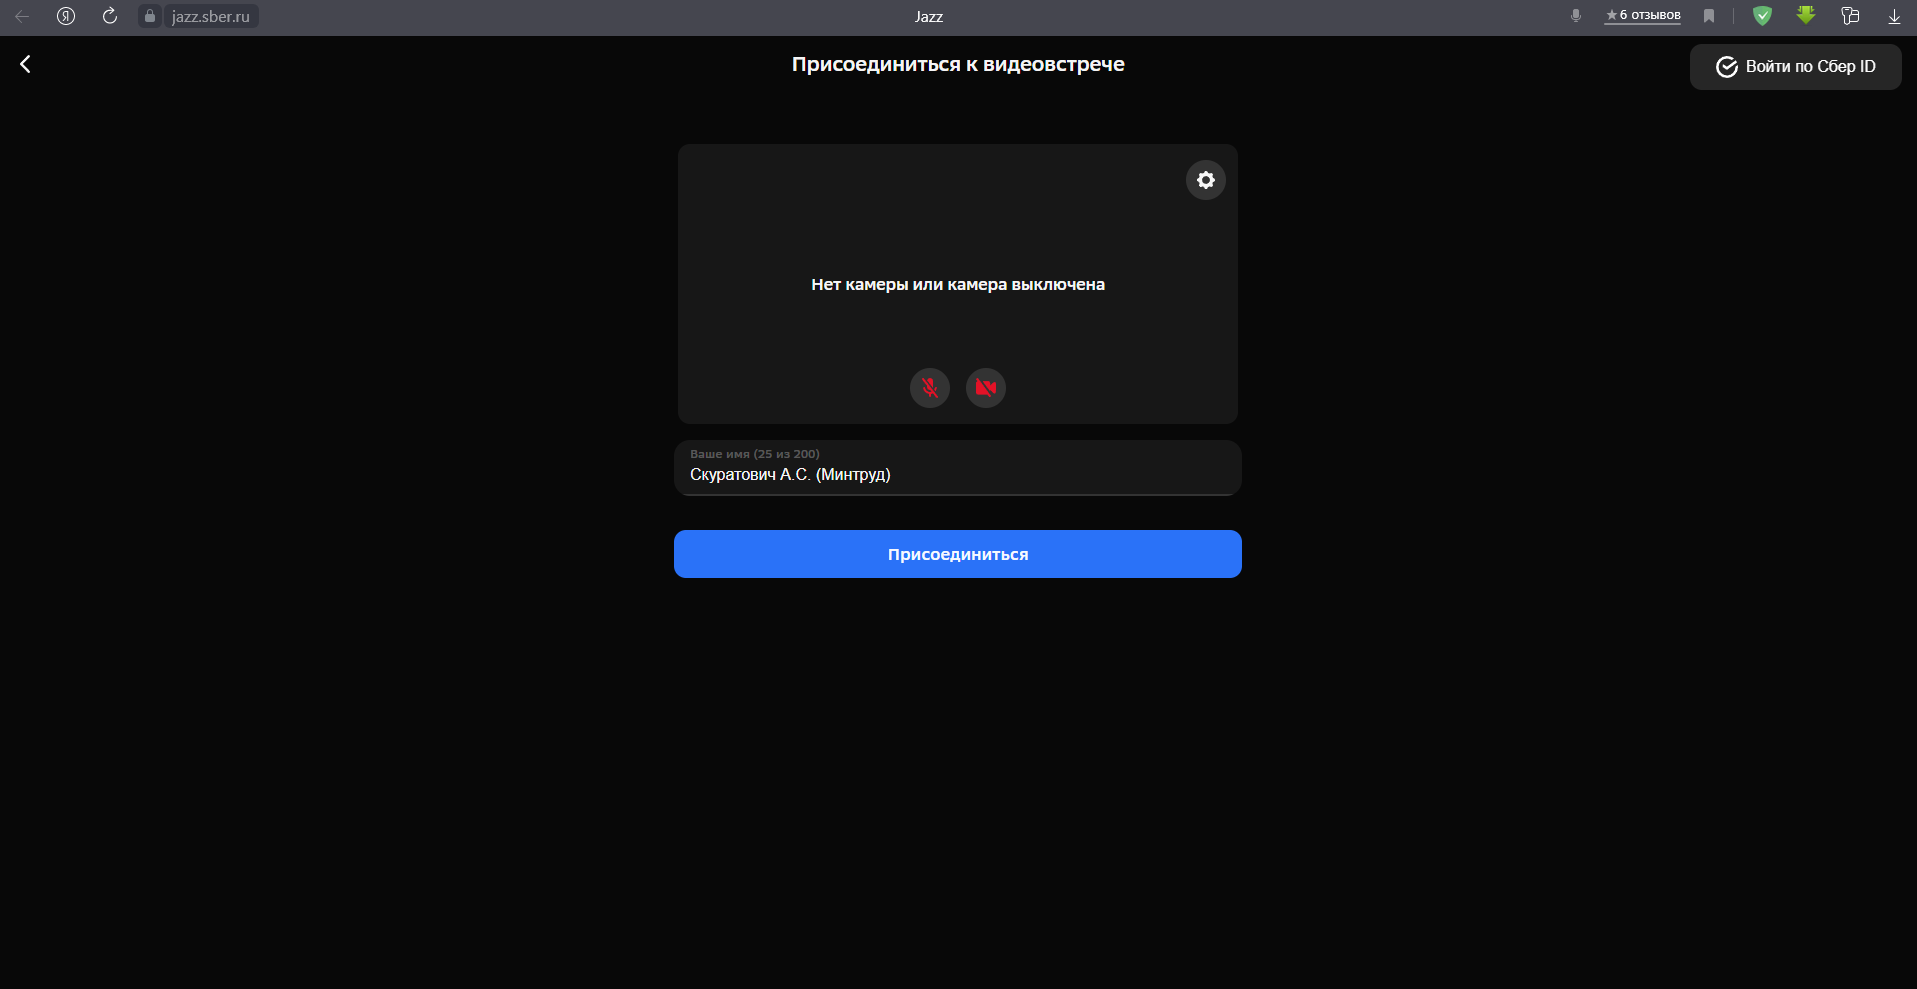 jazz.sber.ru
Jazz
★6 отзывов
Присоединиться к видеовстрече
Войти по Сбер ID
Нет камеры или камера выключена
Ваше имя (25 из 200)
Скуратович А.С. (Минтруд)
Присоединиться